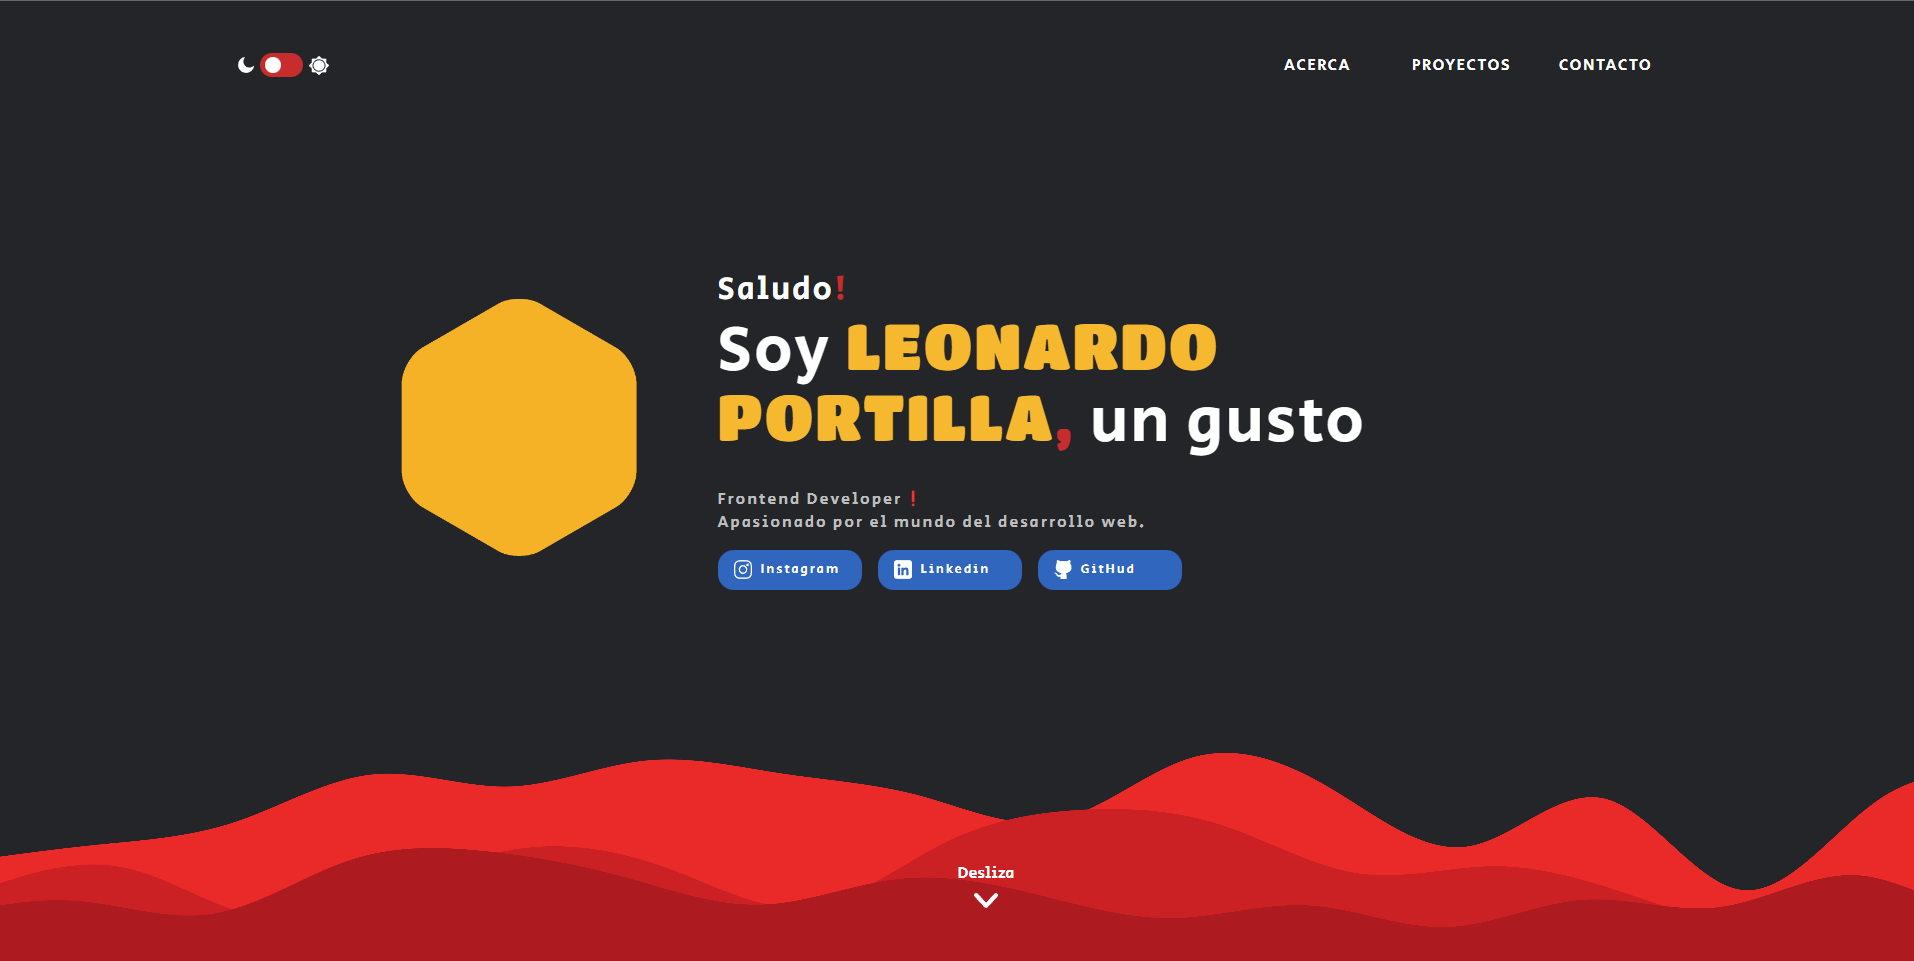 ACERCA PROYECTOS CONTACTO
Saludo!
Soy LEONARDO
PORTILLA, un gusto
Frontend Developer !
Apasionado por el mundo del desarrollo web.
Instagram Linkedin GitHud
Desliza